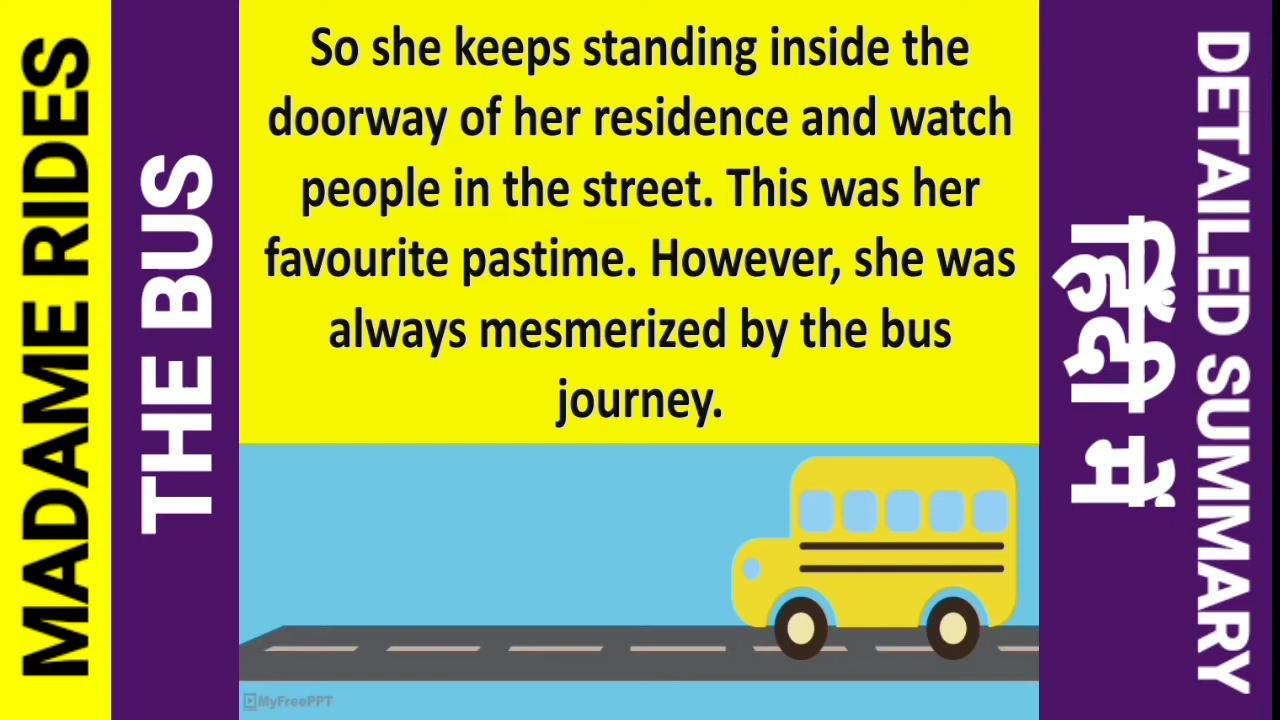 MADAME RIDES
THE BUS
So she keeps standing inside the
doorway of her residence and watch
people in the street. This was her
favourite pastime. However, she was
always mesmerized by the bus
journey.
MyFreePPT
हिंदी में
DETAILED SUMMARY